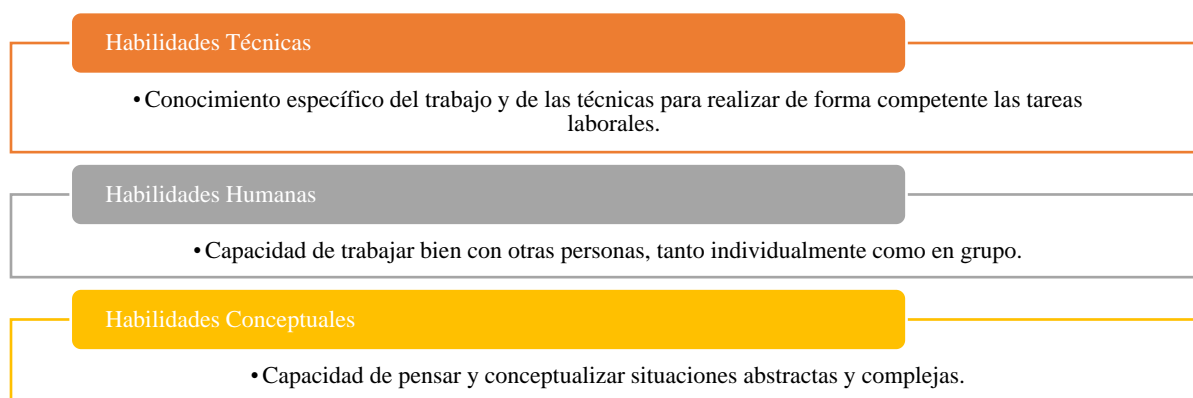 Habilidades Técnicas
•Conocimiento específico del trabajo y de las técnicas para realizar de forma competente las tareas
laborales.
Habilidades Humanas
•Capacidad de trabajar bien con otras personas, tanto individualmente como en grupo.
Habilidades Conceptuales
•Capacidad de pensar y conceptualizar situaciones abstractas y complejas.